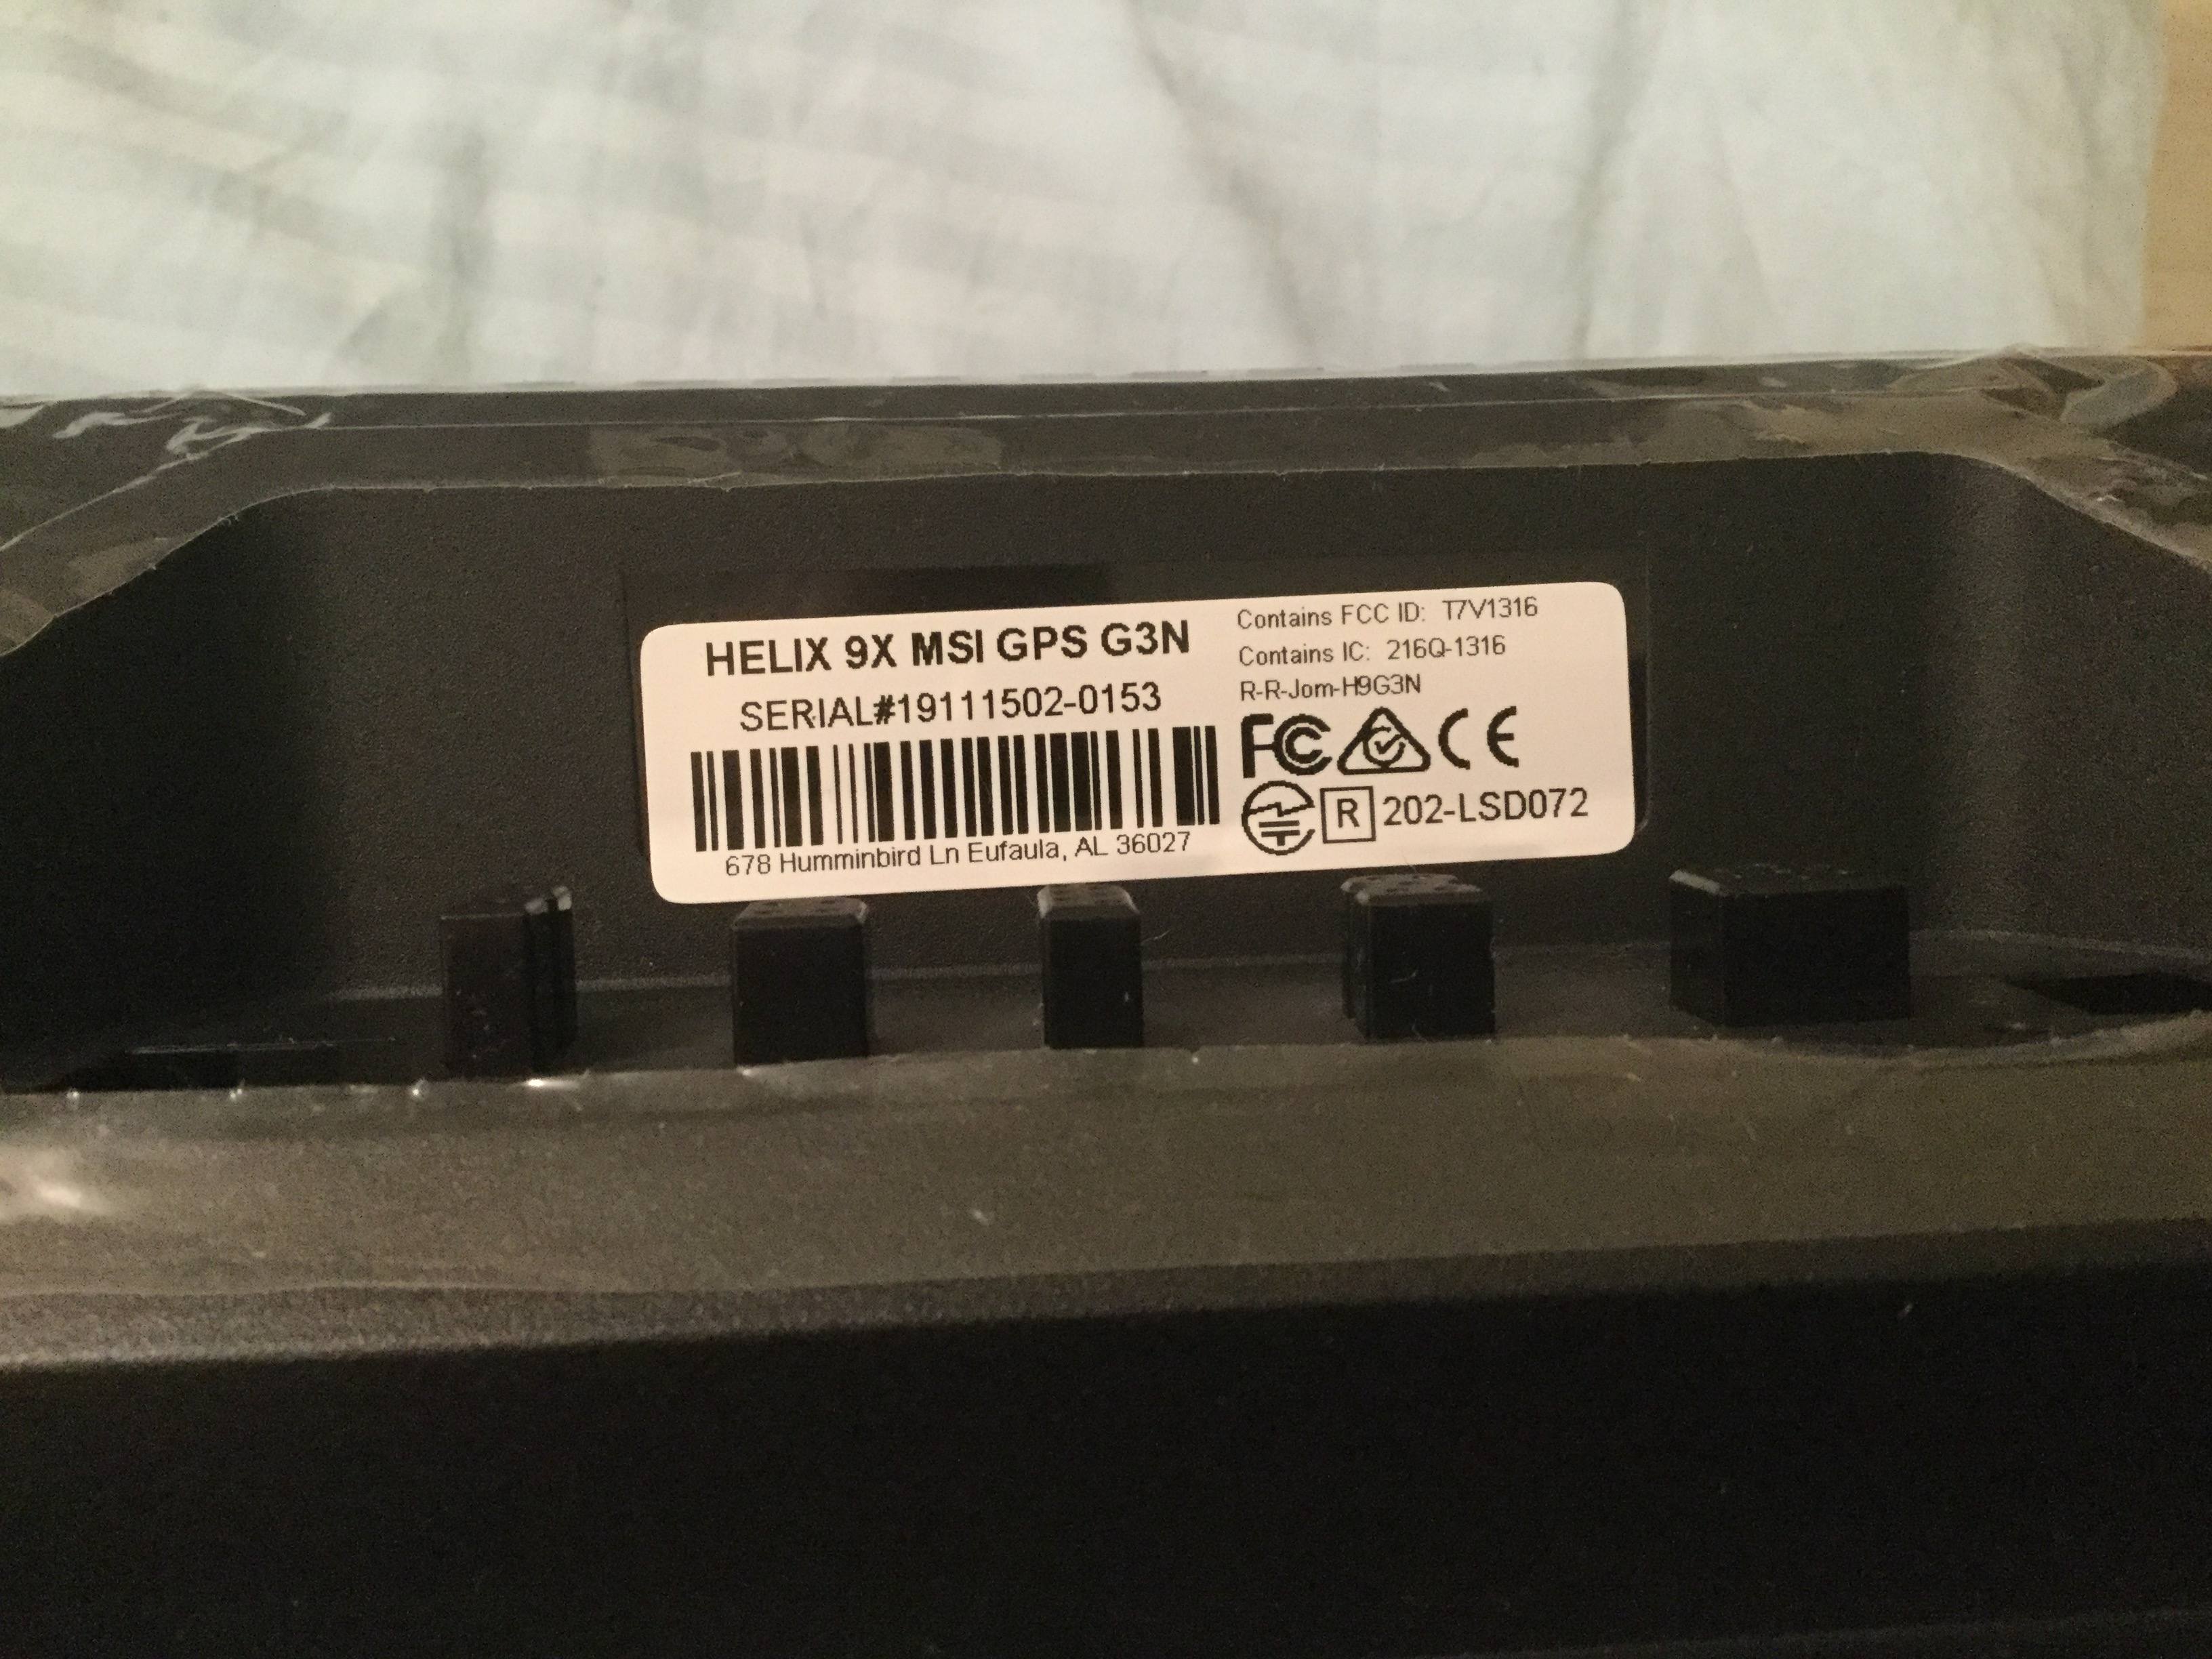 HELIX 9X MSI GPS G3N
SERIAL#19111502-0153
678 Humminbird Ln Eufaula, AL 36027
Contains FCC ID: T7V1316
Contains IC: 216Q-1316
R-R-Jom-H9G3N
FC CE
R 202-LSD072